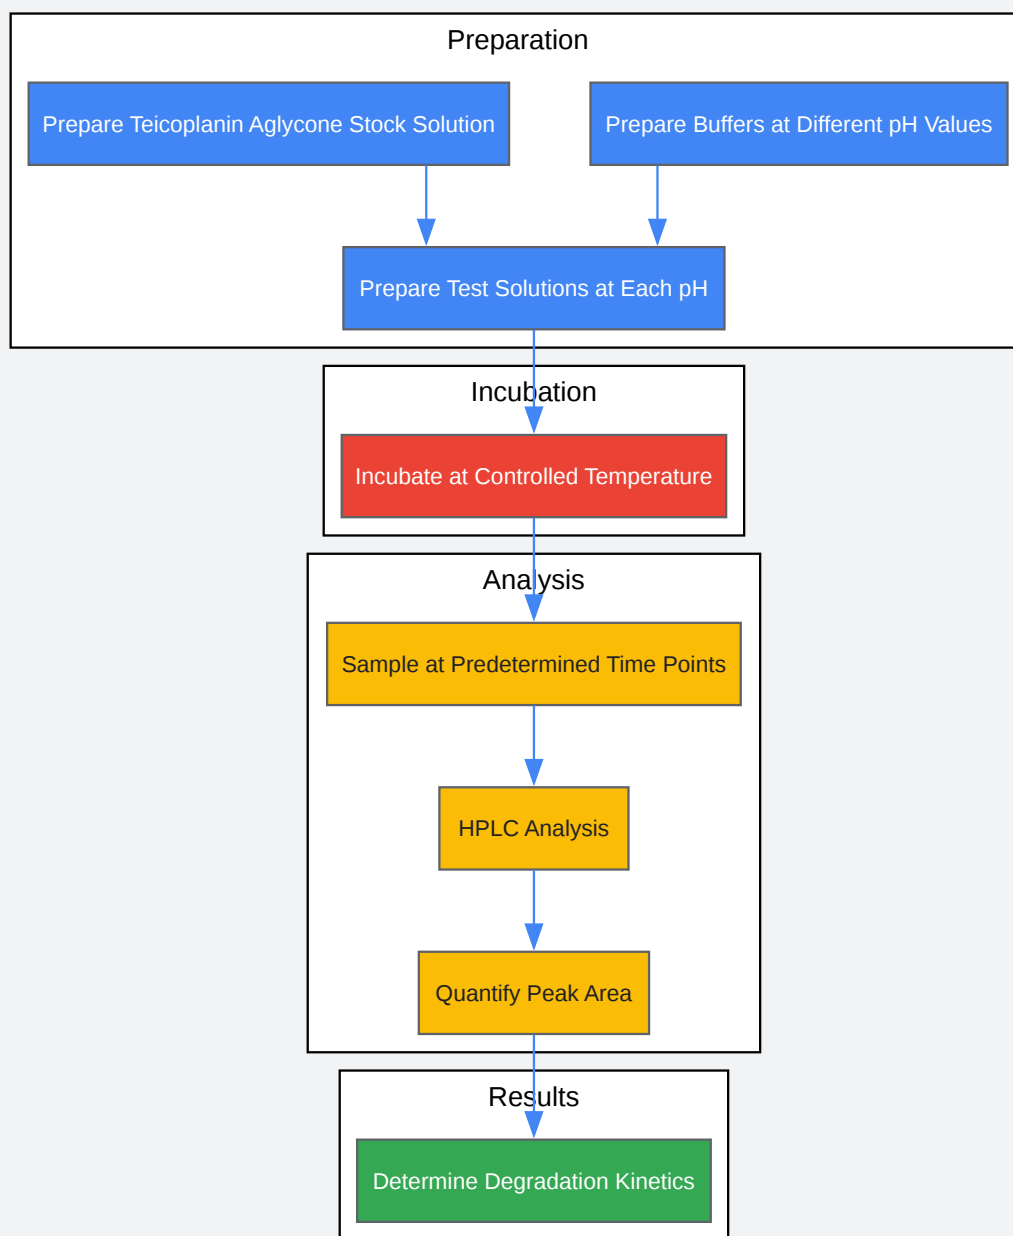 Preparation
Prepare Teicoplanin Aglycone Stock Solution
Prepare Buffers at Different pH Values
Prepare Test Solutions at Each pH
Incubation
Incubate at Controlled Temperature
Analysis
Sample at Predetermined Time Points
HPLC Analysis
Quantify Peak Area
Results
Determine Degradation Kinetics